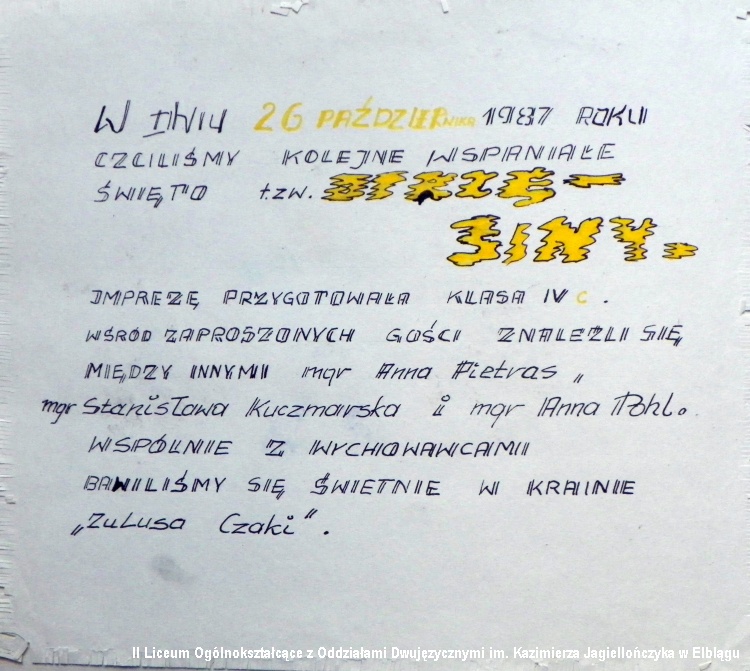 W DNIU 26 PAŹDZIERNIKA 1987 ROKU
CZCILIŚMY KOLEJNE WSPANIAŁE
ŚWIĘTO tzw. OTRZĘ-
SINY.
IMPREZĘ PRZYGOTOWAŁA KLASA IV C.
WŚRÓD ZAPROSZONYCH GOŚCI ZNALEŹLI SIĘ
MIĘDZY INNYMI mgr Anna Pietras,,
mgr Stanisława Kuczmarska i mgr Anna Pohl.
WSPÓLNIE Z WYCHOWAWCAMI
BAWILIŚMY SIĘ ŚWIETNIE W KRAINIE
„Zulusa Czaki".
II Liceum Ogólnokształcące z Oddziałami Dwujęzycznymi im. Kazimierza Jagiellończyka w Elblągu